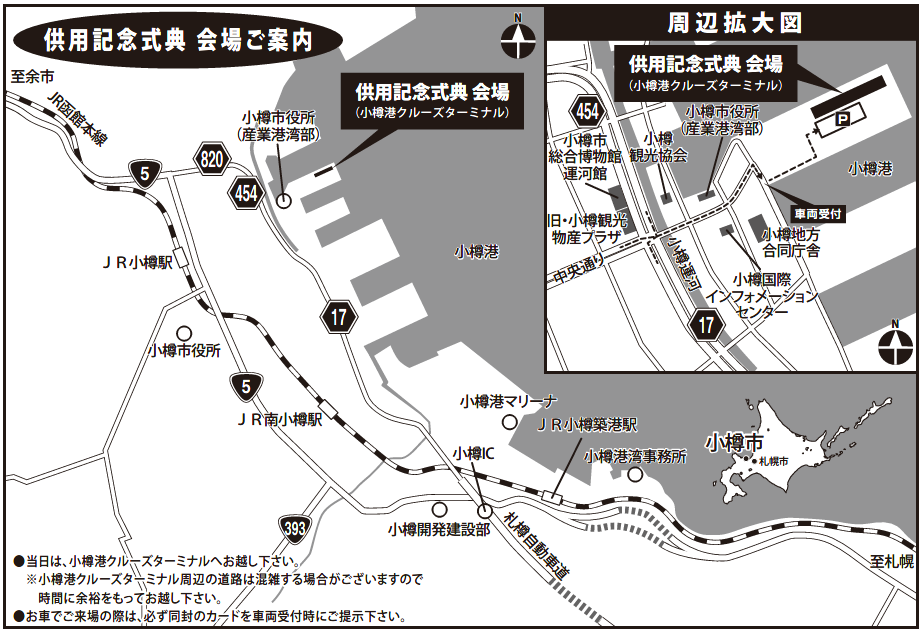 供用記念式典 会場ご案内
N
至余市
JR函館本線
供用記念式典 会場
（小樽港クルーズターミナル）
小樽市役所
（産業港湾部）
5
820
454
小樽港
ＪＲ小樽駅
17
小樽市役所
5
ＪＲ南小樽駅
小樽港マリーナ
ＪＲ小樽築港駅
小樽IC
小樽港湾事務所
小樽開発建設部
393
札樽自動車道
至札幌
小樽市
札幌市
周辺拡大図
供用記念式典 会場
（小樽港クルーズターミナル）
454
P
小樽市
総合博物館
運河館
小樽
観光協会
小樽市役所
（産業港湾部）
小樽港
車両受付
旧・小樽観光
物産プラザ
小樽地方
合同庁舎
中央通り
小樽運河
小樽国際
インフォメーション
センター
17
N
●当日は、小樽港クルーズターミナルへお越し下さい。
※小樽港クルーズターミナル周辺の道路は混雑する場合がございますので
時間に余裕をもってお越し下さい。
●お車でご来場の際は、必ず同封のカードを車両受付時にご提示下さい。